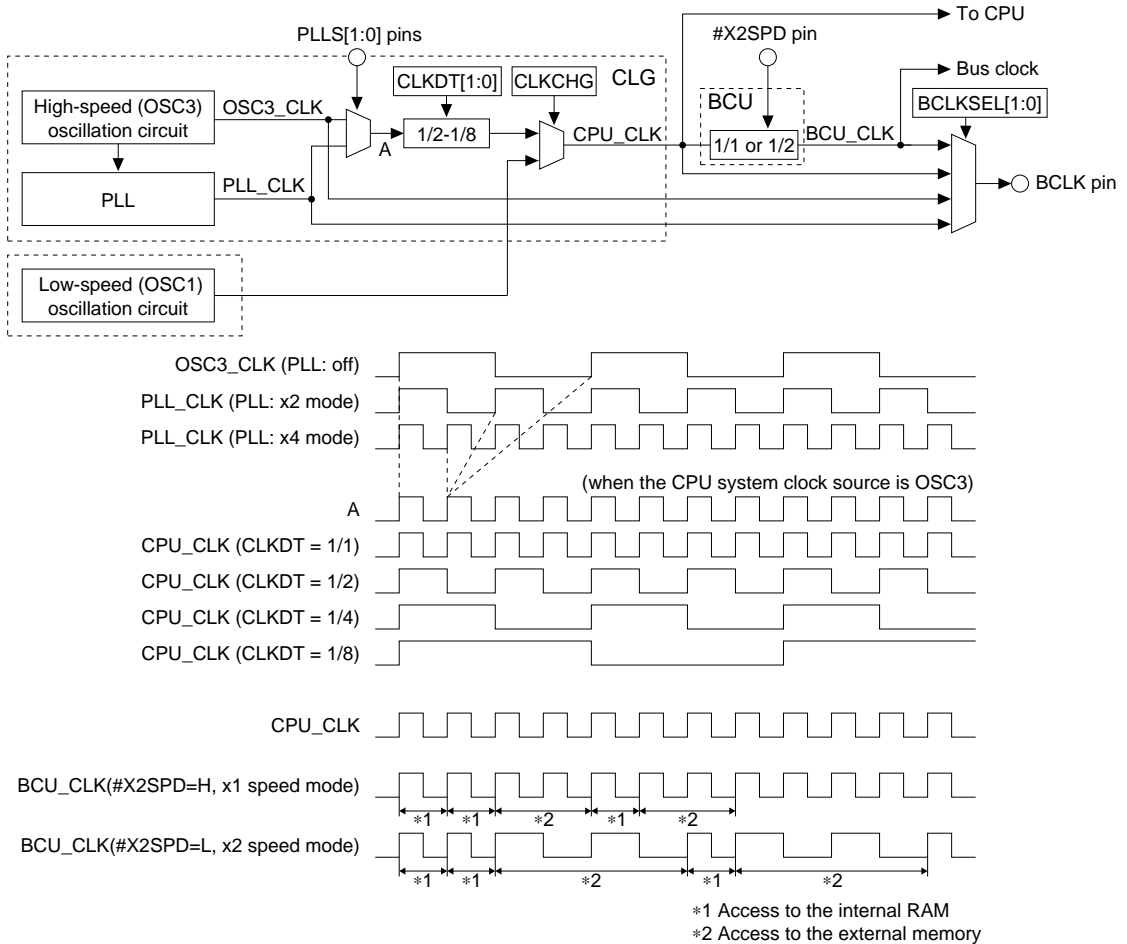 To CPU
PLLS[1:0] pins
#X2SPD pin
CLG
Bus clock
CLKDT[1:0]
CLKCHG
BCU
BCLKSEL[1:0]
High-speed (OSC3)
oscillation circuit
OSC3_CLK
A
1/2-1/8
CPU_CLK
1/1 or 1/2
BCU_CLK
PLL
PLL_CLK
BCLK pin
Low-speed (OSC1)
oscillation circuit
OSC3_CLK (PLL: off)
PLL_CLK (PLL: x2 mode)
PLL_CLK (PLL: x4 mode)
(when the CPU system clock source is OSC3)
A
CPU_CLK (CLKDT = 1/1)
CPU_CLK (CLKDT = 1/2)
CPU_CLK (CLKDT = 1/4)
CPU_CLK (CLKDT = 1/8)
CPU_CLK
BCU_CLK(#X2SPD=H, x1 speed mode)
∗1 ∗1 ∗2 ∗1 ∗2
BCU_CLK(#X2SPD=L, x2 speed mode)
∗1 ∗1 ∗2 ∗1 ∗2
∗1 Access to the internal RAM
∗2 Access to the external memory